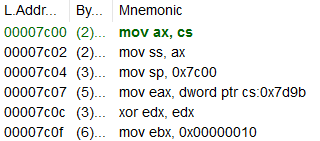 L.Addr... By... Mnemonic
00007c00 (2)... mov ax, cs
00007c02 (2)... mov ss, ax
00007c04 (3)... mov sp, 0x7c00
00007c07 (5)... mov eax, dword ptr cs:0x7d9b
00007c0c (3)... xor edx, edx
00007c0f (6)... mov ebx, 0x00000010